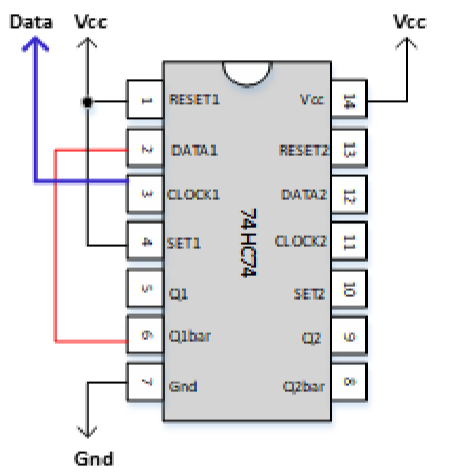 Data Vcc Vcc
1 RESET1 Vcc 14
2 DATA1 RESET2 13
3 CLOCK1 DATA2 12
4 SET1 CLOCK2 11
5 Q1 SET2 10
6 Q1bar Q2 9
7 Gnd Q2bar 8
74HC74
Gnd